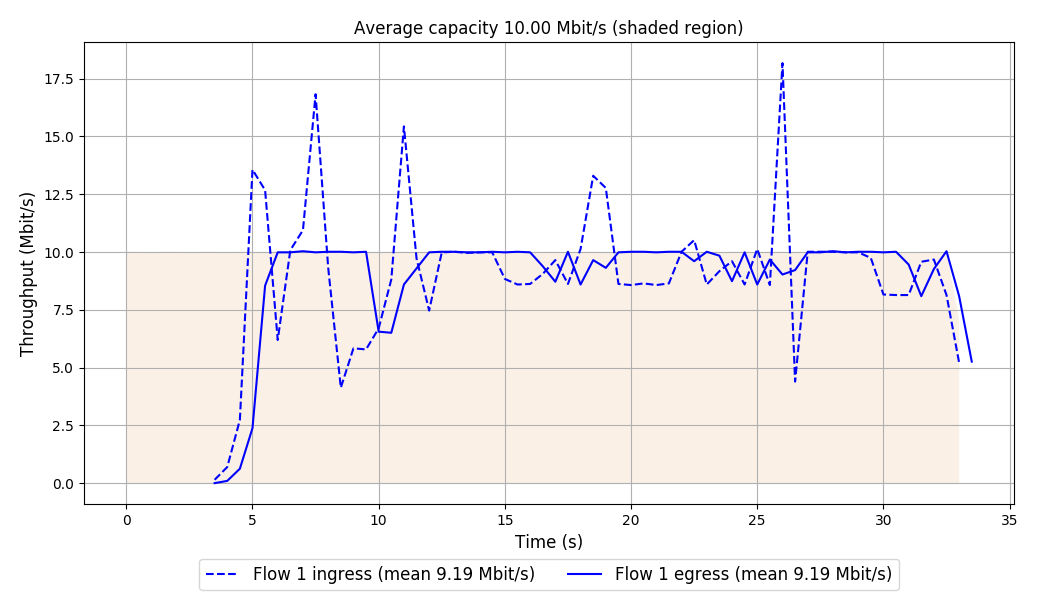 Average capacity 10.00 Mbit/s (shaded region)
Throughput (Mbit/s)
17.5
15.0
12.5
10.0
7.5
5.0
2.5
0.0
0 5 10 15 20 25 30 35
Time (s)
Flow 1 ingress (mean 9.19 Mbit/s) Flow 1 egress (mean 9.19 Mbit/s)